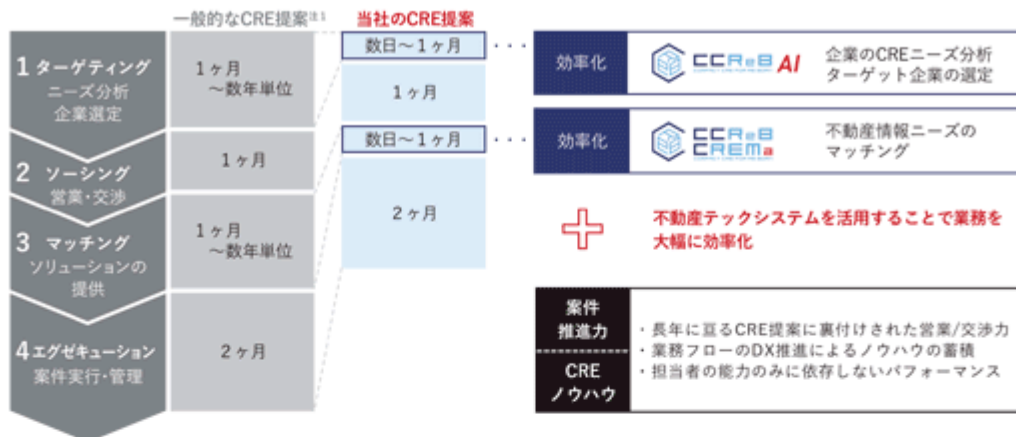 一般的なCRE提案注1
当社のCRE提案
1 ターゲティング
ニーズ分析
企業選定
2 ソーシング
営業・交渉
3 マッチング
ソリューションの
提供
4 エグゼキューション
案件実行・管理
1ヶ月
～数年単位
1ヶ月
1ヶ月
～数年単位
2ヶ月
数日～1ヶ月
1ヶ月
数日～1ヶ月
2ヶ月
効率化
CCReB AI
企業のCREニーズ分析
ターゲット企業の選定
効率化
CCReB
CREMa
不動産情報ニーズの
マッチング
不動産テックシステムを活用することで業務を
大幅に効率化
案件
推進力
CRE
ノウハウ
・長年に亘るCRE提案に裏付けされた営業/交渉力
・業務フローのDX推進によるノウハウの蓄積
・担当者の能力のみに依存しないパフォーマンス